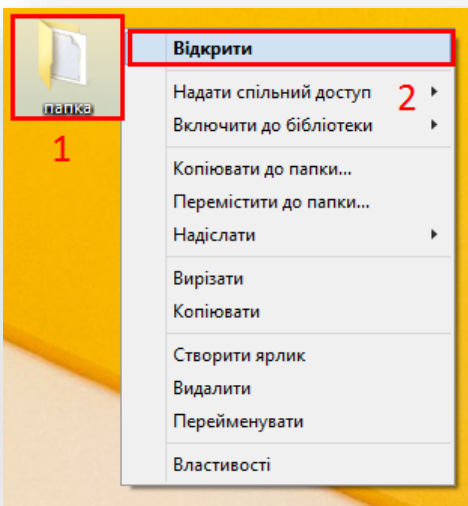 папка
1
Відкрити
Надати спільний доступ
2
Включити до бібліотеки
Копіювати до папки...
Перемістити до папки...
Надіслати
Вирізати
Копіювати
Створити ярлик
Видалити
Перейменувати
Властивості